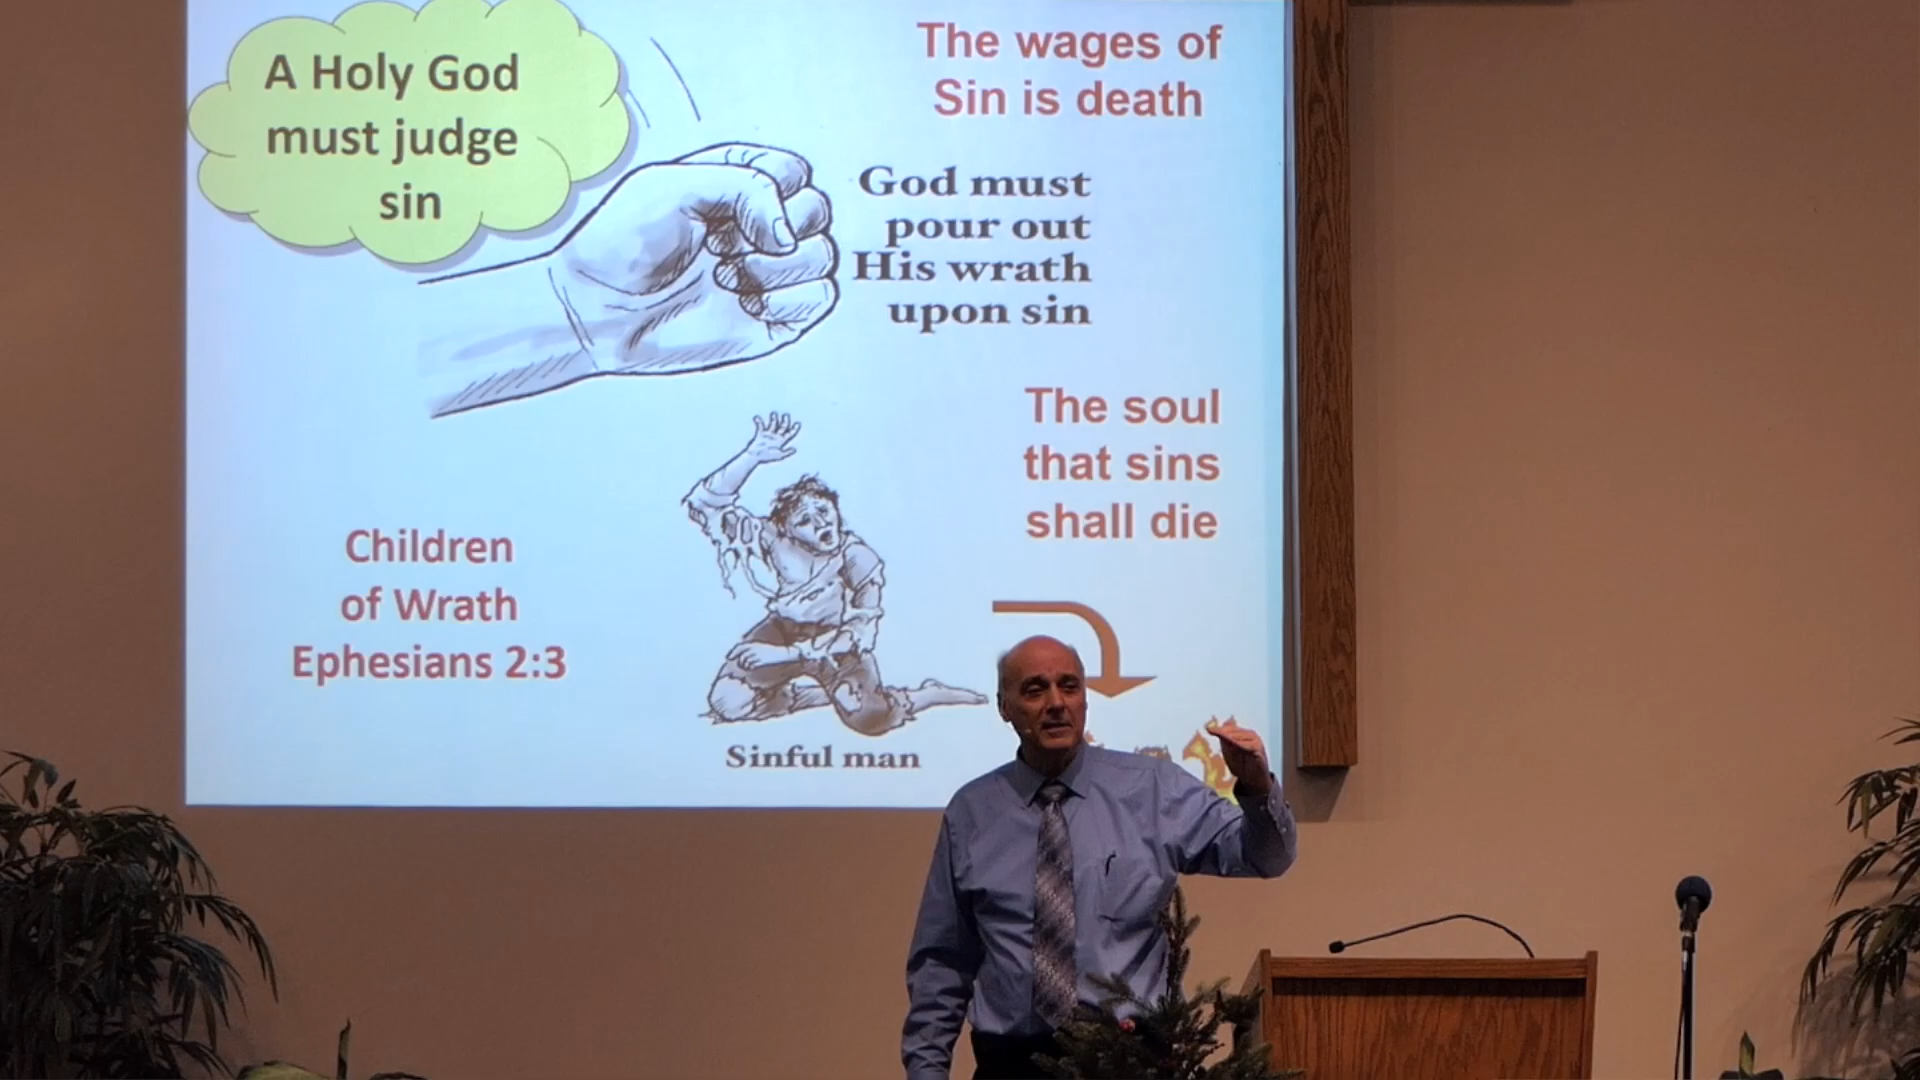 A Holy God
must judge
sin
The wages of
Sin is death
God must
pour out
His wrath
upon sin
The soul
that sins
shall die
Children
of Wrath
Ephesians 2:3
Sinful man